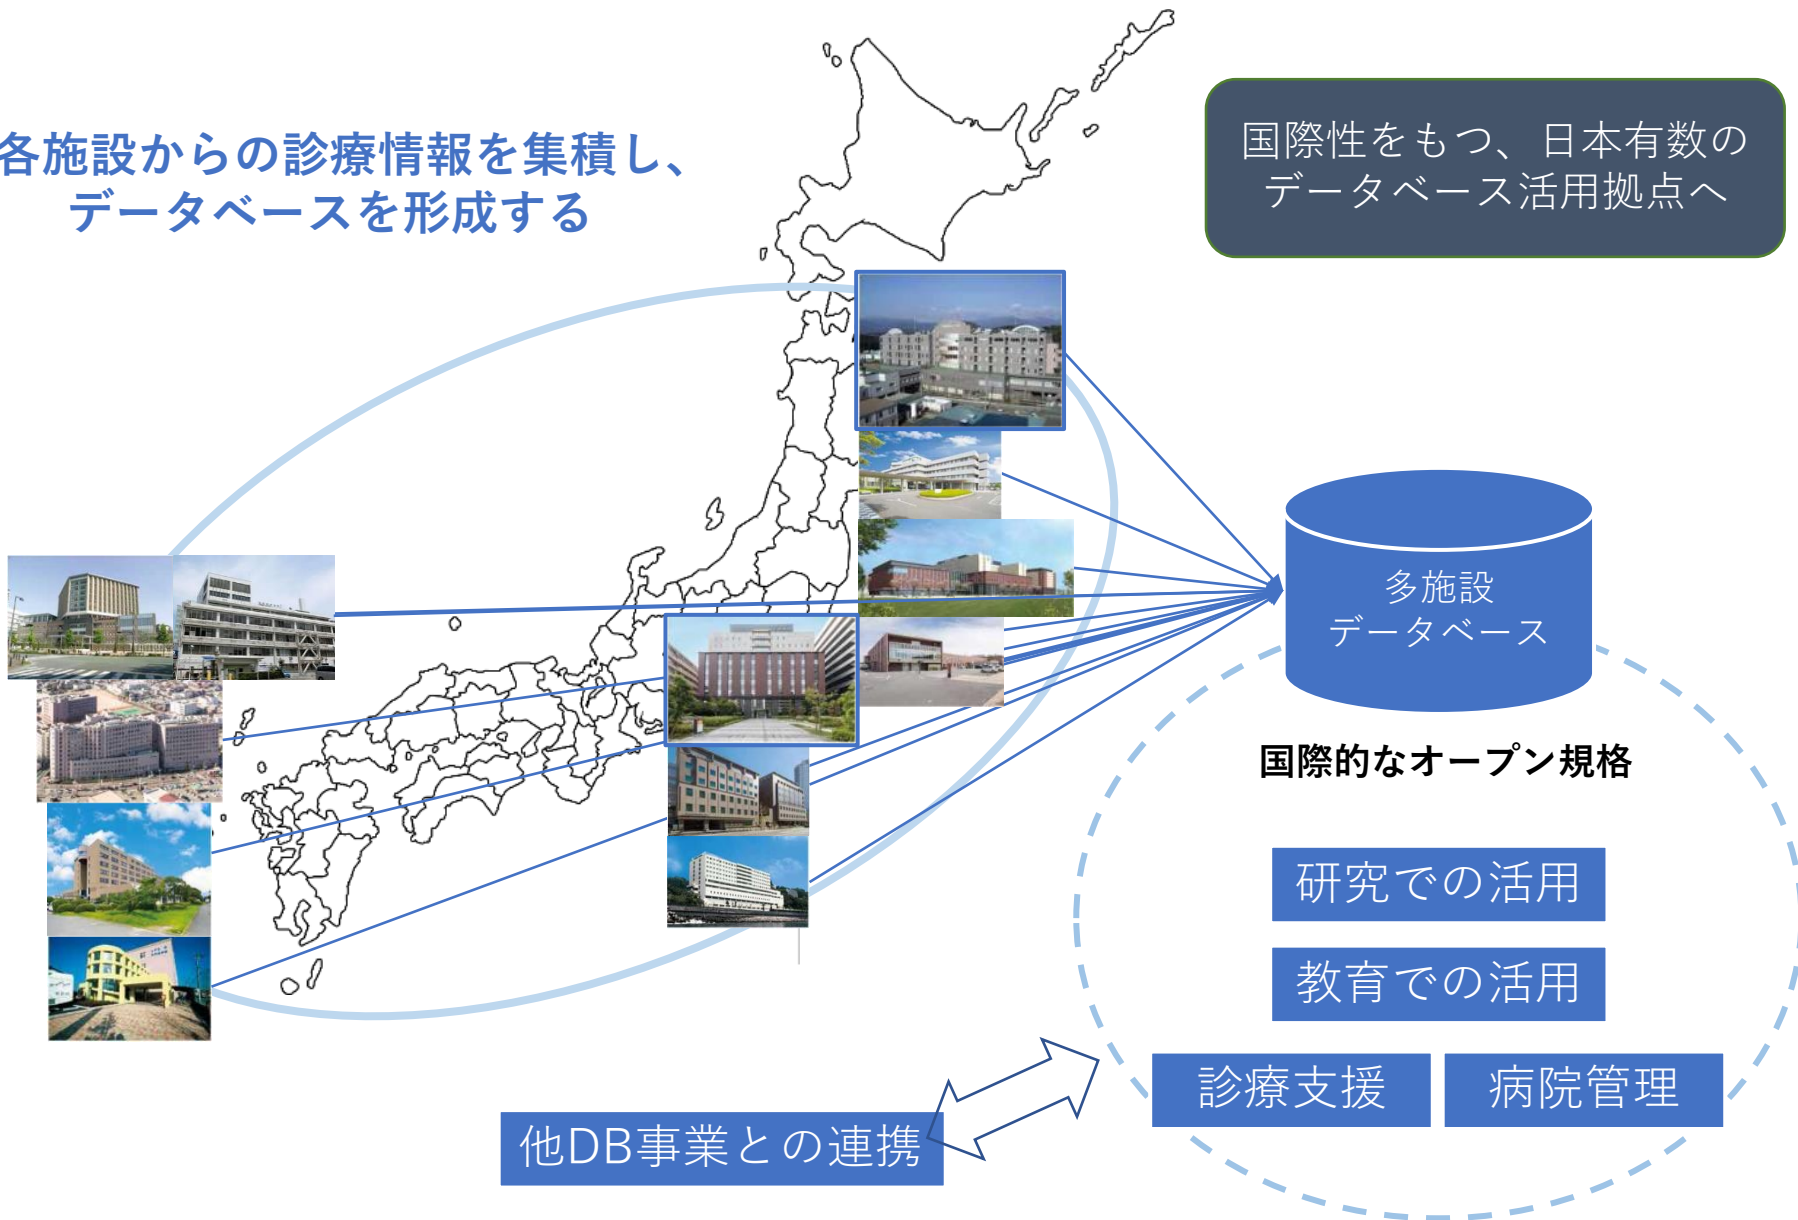 各施設からの診療情報を集積し、
データベースを形成する
国際性をもつ、日本有数の
データベース活用拠点へ
多施設
データベース
国際的なオープン規格
研究での活用
教育での活用
診療支援
病院管理
他DB事業との連携